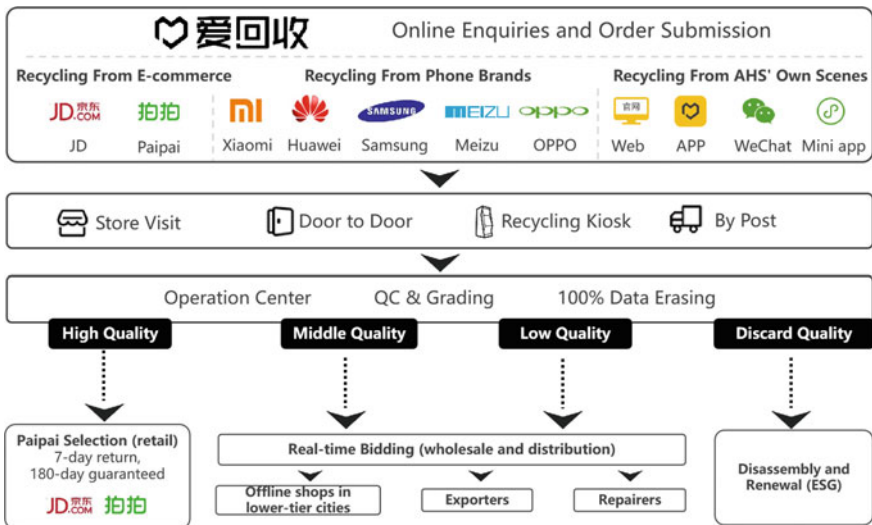 爱回收 Online Enquiries and Order Submission
Recycling From E-commerce Recycling From Phone Brands Recycling From AHS' Own Scenes
JD.COM 京东 拍拍 MI SAMSUNG MEIZU oppo 官网
JD Paipai Xiaomi Huawei Samsung Meizu OPPO Web APP WeChat Mini app
Store Visit Door to Door Recycling Kiosk By Post
Operation Center QC & Grading 100% Data Erasing
High Quality Middle Quality Low Quality Discard Quality
Paipai Selection (retail)
7-day return,
180-day guaranteed
JD.COM 京东 拍拍
Real-time Bidding (wholesale and distribution)
Offline shops in
lower-tier cities
Exporters
Repairers
Disassembly and
Renewal (ESG)